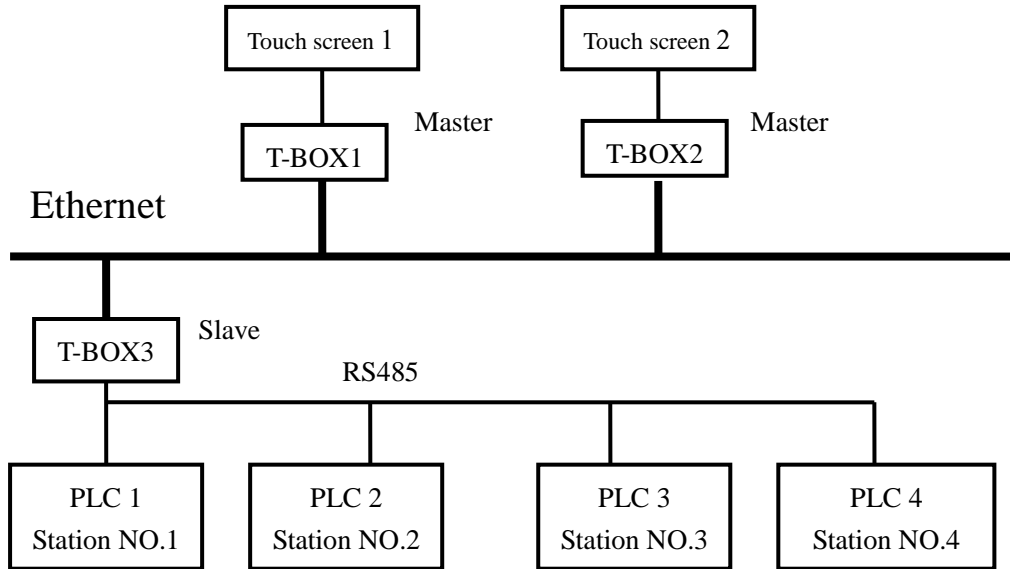 Touch screen 1
Touch screen 2
Master
Master
T-BOX1
T-BOX2
Ethernet
Slave
T-BOX3
RS485
PLC 1
Station NO.1
PLC 2
Station NO.2
PLC 3
Station NO.3
PLC 4
Station NO.4